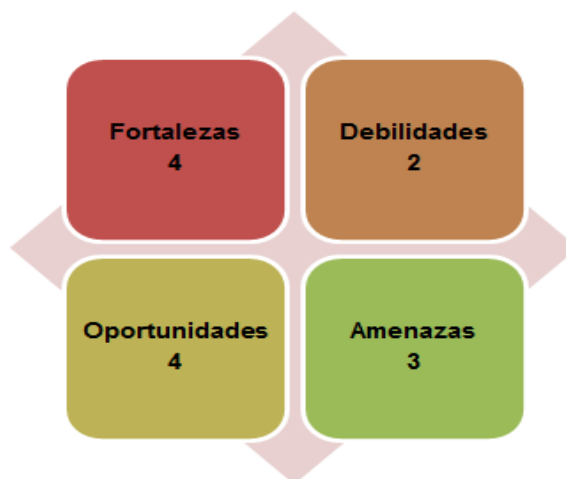 Fortalezas
4
Debilidades
2
Oportunidades
4
Amenazas
3